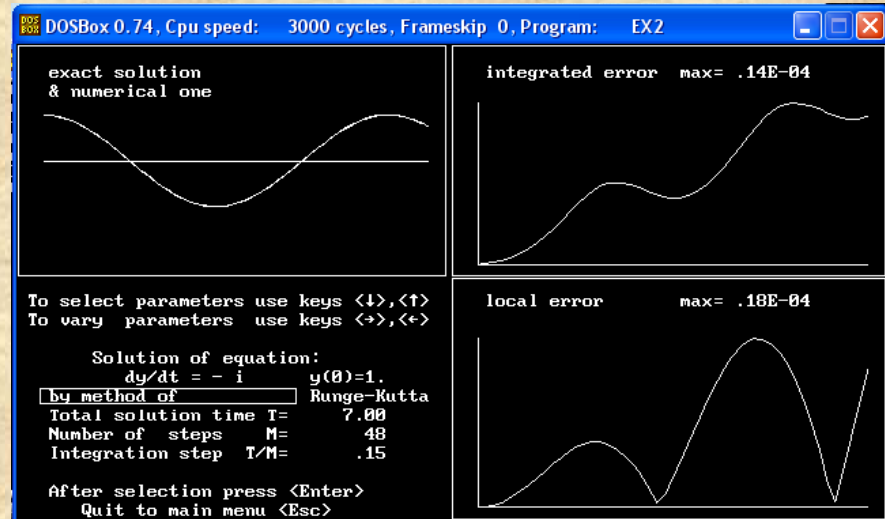 DOS BOX DOSBox 0.74, Cpu speed: 3000 cycles, Frameskip 0, Program: EX2
exact solution
& numerical one
integrated error max= .14E-04
To select parameters use keys <↓>,<↑>
To vary parameters use keys <→>,<←>
Solution of equation:
dy/dt = - i y(0)=1.
by method of Runge-Kutta
Total solution time T= 7.00
Number of steps M= 48
Integration step T/M= .15
After selection press <Enter>
Quit to main menu <Esc>
local error max= .18E-04